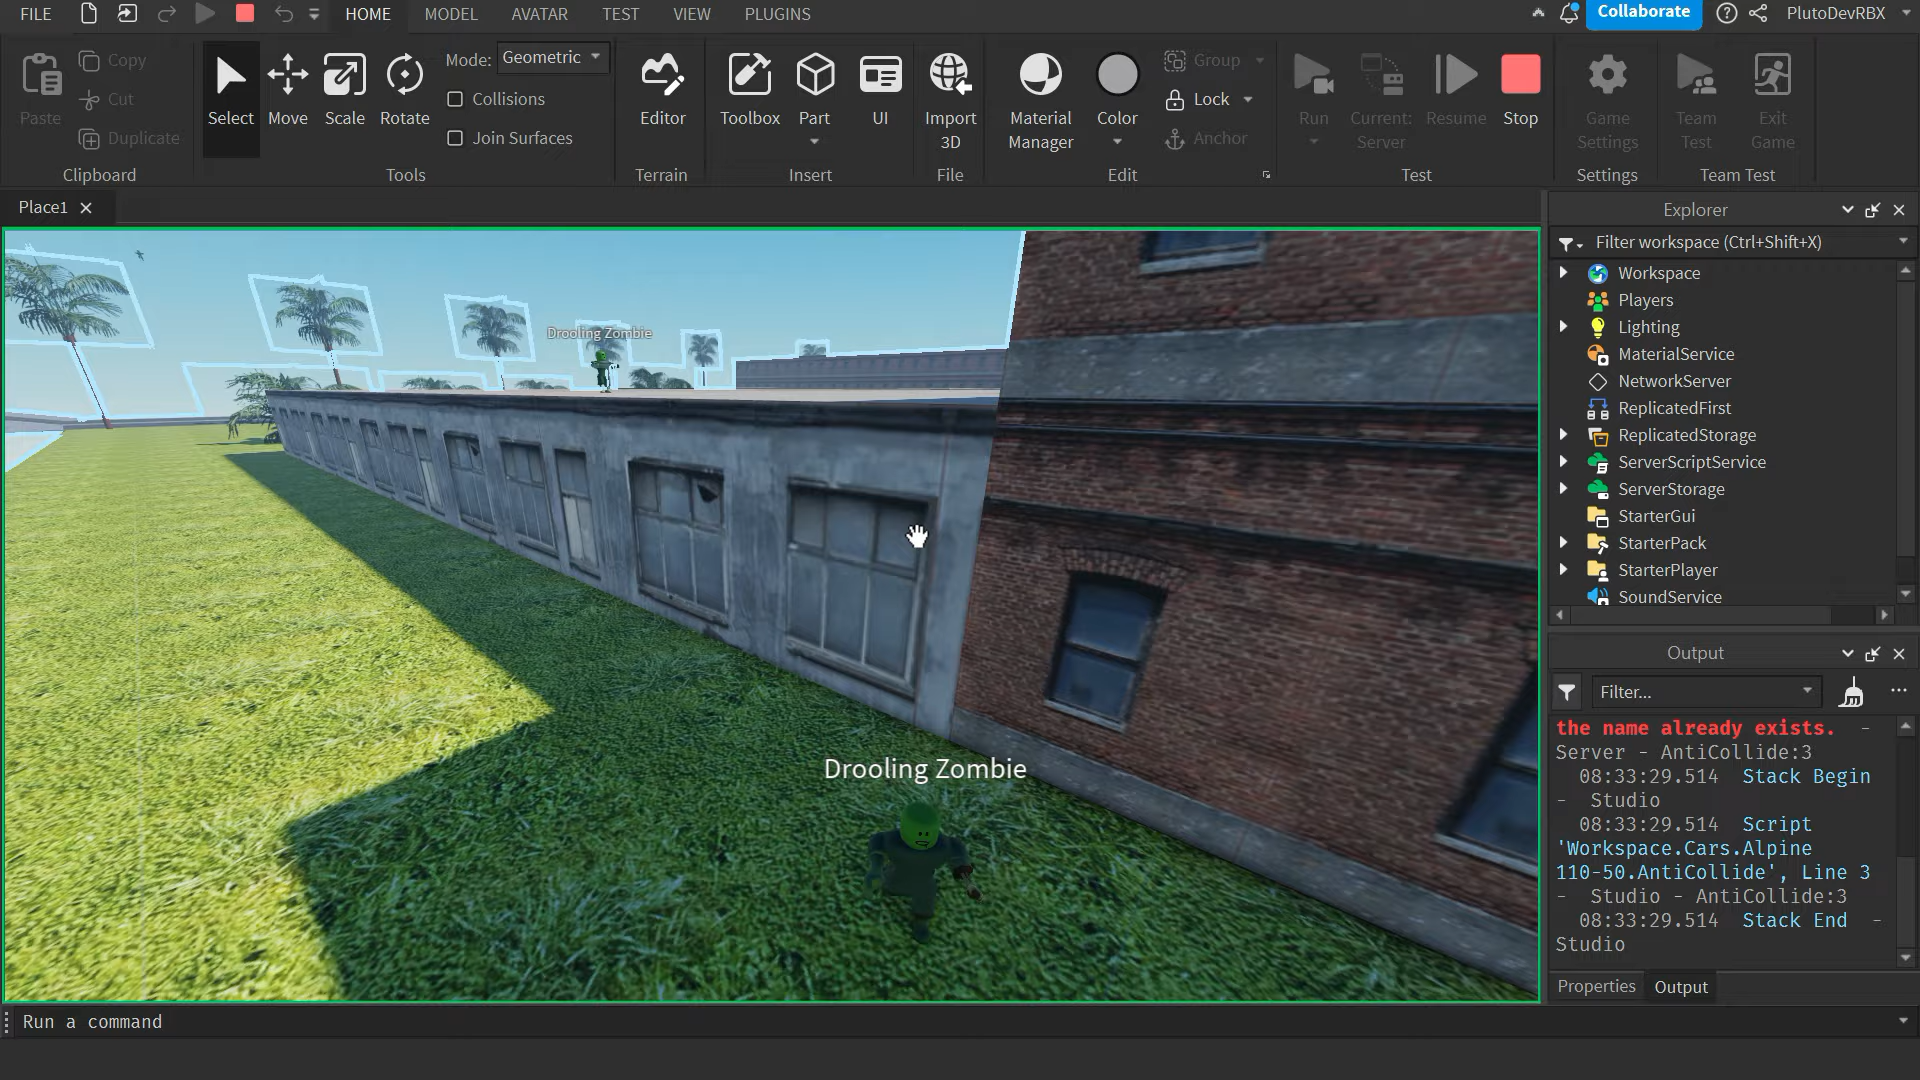 FILE
HOME
MODEL
AVATAR
TEST
VIEW
PLUGINS
Collaborate
PlutoDevRBX
Paste
Copy
Cut
Duplicate
Clipboard
Select
Move
Scale
Rotate
Mode: Geometric
Collisions
Join Surfaces
Tools
Editor
Terrain
Toolbox
Part
UI
Insert
Import
3D
File
Material
Manager
Color
Group
Lock
Anchor
Edit
Run
Current:
Server
Resume
Stop
Test
Game
Settings
Settings
Team
Test
Exit
Game
Team Test
Place1
Drooling Zombie
Drooling Zombie
Explorer
Filter workspace (Ctrl+Shift+X)
Workspace
Players
Lighting
MaterialService
NetworkServer
ReplicatedFirst
ReplicatedStorage
ServerScriptService
ServerStorage
StarterGui
StarterPack
StarterPlayer
SoundService
Output
Filter...
the name already exists. -
Server - AntiCollide:3
08:33:29.514 Stack Begin
- Studio
08:33:29.514 Script
'Workspace.Cars.Alpine
110-50.AntiCollide', Line 3
- Studio - AntiCollide:3
08:33:29.514 Stack End -
Studio
Properties
Output
Run a command